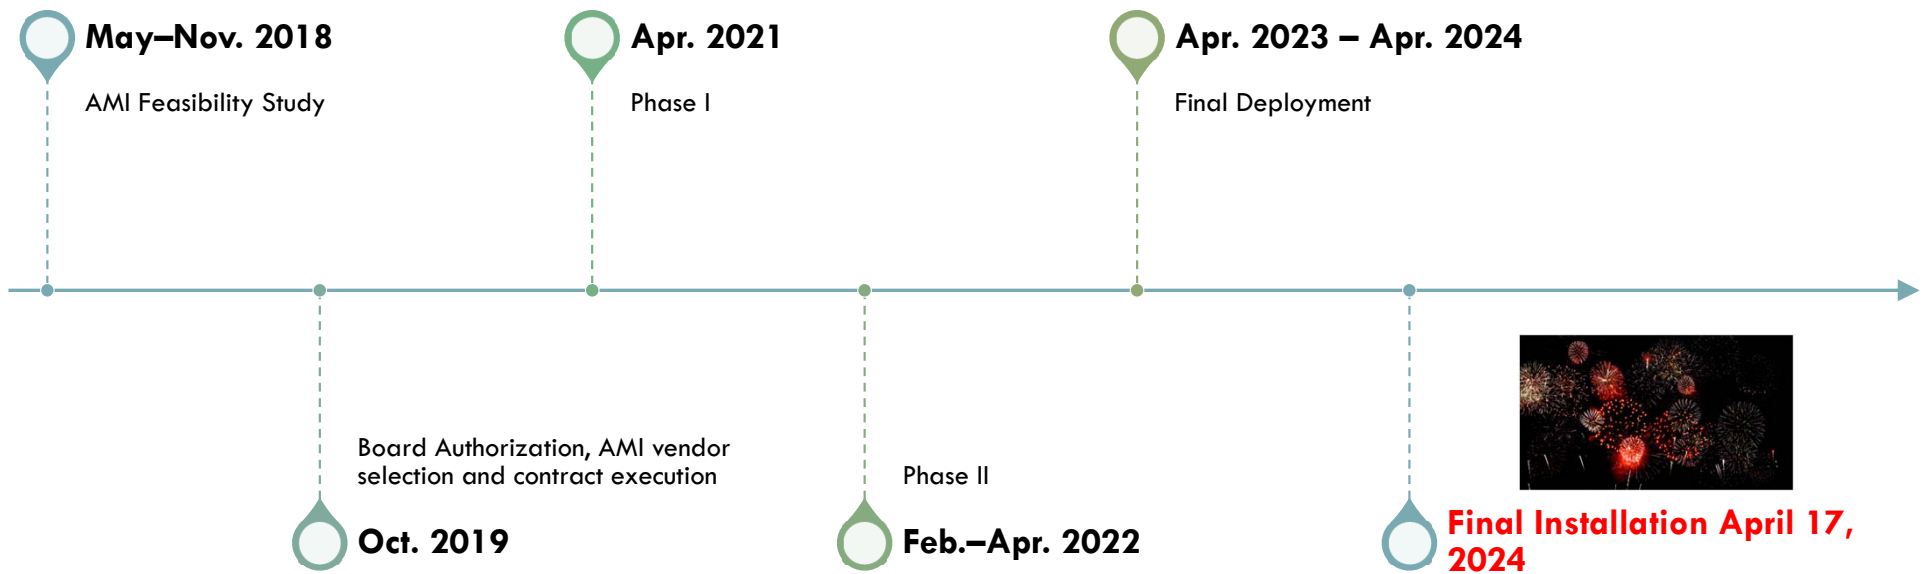 May–Nov. 2018
AMI Feasibility Study
Apr. 2021
Phase I
Apr. 2023 – Apr. 2024
Final Deployment
Board Authorization, AMI vendor
selection and contract execution
Oct. 2019
Phase II
Feb.–Apr. 2022
Final Installation April 17,
2024